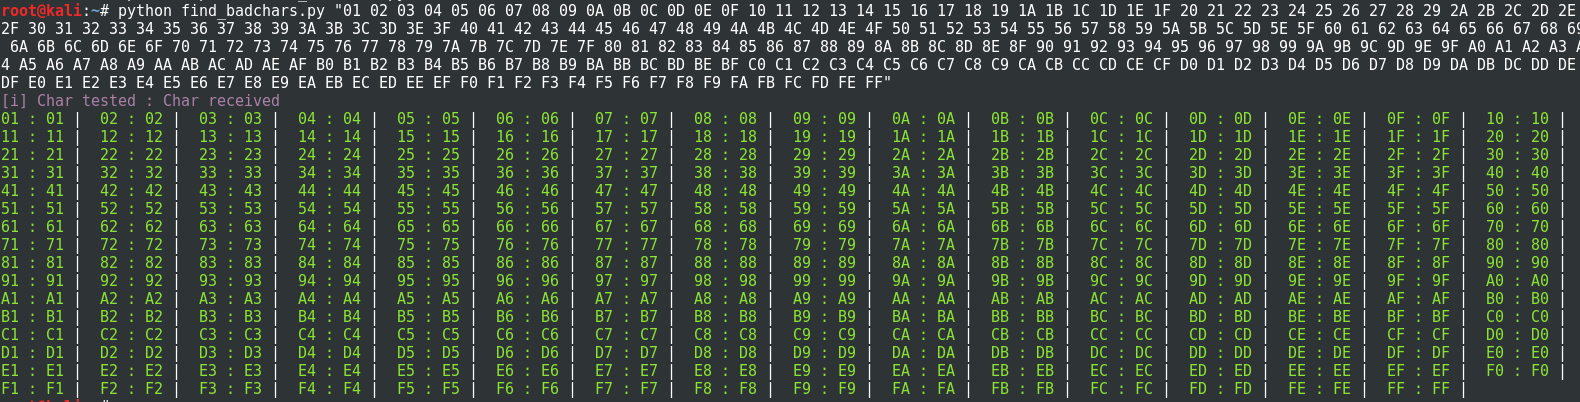 root@kali:~# python find_badchars.py "01 02 03 04 05 06 07 08 09 0A 0B 0C 0D 0E 0F 10 11 12 13 14 15 16 17 18 19 1A 1B 1C 1D 1E 1F 20 21 22 23 24 25 26 27 28 29 2A 2B 2C 2D 2E
2F 30 31 32 33 34 35 36 37 38 39 3A 3B 3C 3D 3E 3F 40 41 42 43 44 45 46 47 48 49 4A 4B 4C 4D 4E 4F 50 51 52 53 54 55 56 57 58 59 5A 5B 5C 5D 5E 5F 60 61 62 63 64 65 66 67 68 69
6A 6B 6C 6D 6E 6F 70 71 72 73 74 75 76 77 78 79 7A 7B 7C 7D 7E 7F 80 81 82 83 84 85 86 87 88 89 8A 8B 8C 8D 8E 8F 90 91 92 93 94 95 96 97 98 99 9A 9B 9C 9D 9E 9F A0 A1 A2 A3 A
4 A5 A6 A7 A8 A9 AA AB AC AD AE AF B0 B1 B2 B3 B4 B5 B6 B7 B8 B9 BA BB BC BD BE BF C0 C1 C2 C3 C4 C5 C6 C7 C8 C9 CA CB CC CD CE CF D0 D1 D2 D3 D4 D5 D6 D7 D8 D9 DA DB DC DD DE
DF E0 E1 E2 E3 E4 E5 E6 E7 E8 E9 EA EB EC ED EE EF F0 F1 F2 F3 F4 F5 F6 F7 F8 F9 FA FB FC FD FE FF"
[i] Char tested : Char received
01 : 01 | 02 : 02 | 03 : 03 | 04 : 04 | 05 : 05 | 06 : 06 | 07 : 07 | 08 : 08 | 09 : 09 | 0A : 0A | 0B : 0B | 0C : 0C | 0D : 0D | 0E : 0E | 0F : 0F | 10 : 10 |
11 : 11 | 12 : 12 | 13 : 13 | 14 : 14 | 15 : 15 | 16 : 16 | 17 : 17 | 18 : 18 | 19 : 19 | 1A : 1A | 1B : 1B | 1C : 1C | 1D : 1D | 1E : 1E | 1F : 1F | 20 : 20 |
21 : 21 | 22 : 22 | 23 : 23 | 24 : 24 | 25 : 25 | 26 : 26 | 27 : 27 | 28 : 28 | 29 : 29 | 2A : 2A | 2B : 2B | 2C : 2C | 2D : 2D | 2E : 2E | 2F : 2F | 30 : 30 |
31 : 31 | 32 : 32 | 33 : 33 | 34 : 34 | 35 : 35 | 36 : 36 | 37 : 37 | 38 : 38 | 39 : 39 | 3A : 3A | 3B : 3B | 3C : 3C | 3D : 3D | 3E : 3E | 3F : 3F | 40 : 40 |
41 : 41 | 42 : 42 | 43 : 43 | 44 : 44 | 45 : 45 | 46 : 46 | 47 : 47 | 48 : 48 | 49 : 49 | 4A : 4A | 4B : 4B | 4C : 4C | 4D : 4D | 4E : 4E | 4F : 4F | 50 : 50 |
51 : 51 | 52 : 52 | 53 : 53 | 54 : 54 | 55 : 55 | 56 : 56 | 57 : 57 | 58 : 58 | 59 : 59 | 5A : 5A | 5B : 5B | 5C : 5C | 5D : 5D | 5E : 5E | 5F : 5F | 60 : 60 |
61 : 61 | 62 : 62 | 63 : 63 | 64 : 64 | 65 : 65 | 66 : 66 | 67 : 67 | 68 : 68 | 69 : 69 | 6A : 6A | 6B : 6B | 6C : 6C | 6D : 6D | 6E : 6E | 6F : 6F | 70 : 70 |
71 : 71 | 72 : 72 | 73 : 73 | 74 : 74 | 75 : 75 | 76 : 76 | 77 : 77 | 78 : 78 | 79 : 79 | 7A : 7A | 7B : 7B | 7C : 7C | 7D : 7D | 7E : 7E | 7F : 7F | 80 : 80 |
81 : 81 | 82 : 82 | 83 : 83 | 84 : 84 | 85 : 85 | 86 : 86 | 87 : 87 | 88 : 88 | 89 : 89 | 8A : 8A | 8B : 8B | 8C : 8C | 8D : 8D | 8E : 8E | 8F : 8F | 90 : 90 |
91 : 91 | 92 : 92 | 93 : 93 | 94 : 94 | 95 : 95 | 96 : 96 | 97 : 97 | 98 : 98 | 99 : 99 | 9A : 9A | 9B : 9B | 9C : 9C | 9D : 9D | 9E : 9E | 9F : 9F | A0 : A0 |
A1 : A1 | A2 : A2 | A3 : A3 | A4 : A4 | A5 : A5 | A6 : A6 | A7 : A7 | A8 : A8 | A9 : A9 | AA : AA | AB : AB | AC : AC | AD : AD | AE : AE | AF : AF | B0 : B0 |
B1 : B1 | B2 : B2 | B3 : B3 | B4 : B4 | B5 : B5 | B6 : B6 | B7 : B7 | B8 : B8 | B9 : B9 | BA : BA | BB : BB | BC : BC | BD : BD | BE : BE | BF : BF | C0 : C0 |
C1 : C1 | C2 : C2 | C3 : C3 | C4 : C4 | C5 : C5 | C6 : C6 | C7 : C7 | C8 : C8 | C9 : C9 | CA : CA | CB : CB | CC : CC | CD : CD | CE : CE | CF : CF | D0 : D0 |
D1 : D1 | D2 : D2 | D3 : D3 | D4 : D4 | D5 : D5 | D6 : D6 | D7 : D7 | D8 : D8 | D9 : D9 | DA : DA | DB : DB | DC : DC | DD : DD | DE : DE | DF : DF | E0 : E0 |
E1 : E1 | E2 : E2 | E3 : E3 | E4 : E4 | E5 : E5 | E6 : E6 | E7 : E7 | E8 : E8 | E9 : E9 | EA : EA | EB : EB | EC : EC | ED : ED | EE : EE | EF : EF | F0 : F0 |
F1 : F1 | F2 : F2 | F3 : F3 | F4 : F4 | F5 : F5 | F6 : F6 | F7 : F7 | F8 : F8 | F9 : F9 | FA : FA | FB : FB | FC : FC | FD : FD | FE : FE | FF : FF |